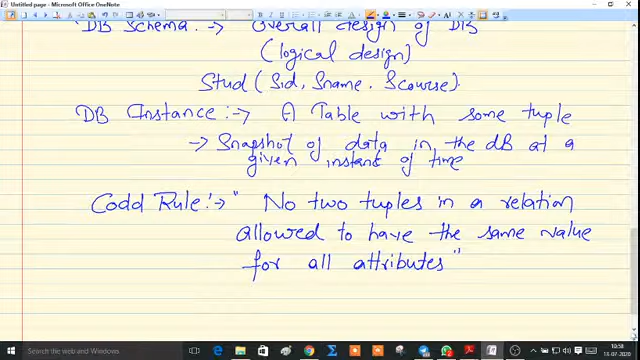 Untitled page - Microsoft Office OneNote
DB Schema :-> Overall design of DB
(logical design)
Stud (Sid, Sname. Scourse).
DB Instance :-> A Table with some tuple
-> Snapshot of data in the dB at a
given instant of time
Codd Rule :-> " No two tuples in a relation
allowed to have the same value
for all attributes "
Search the web and Windows
10:58
18-07-2020